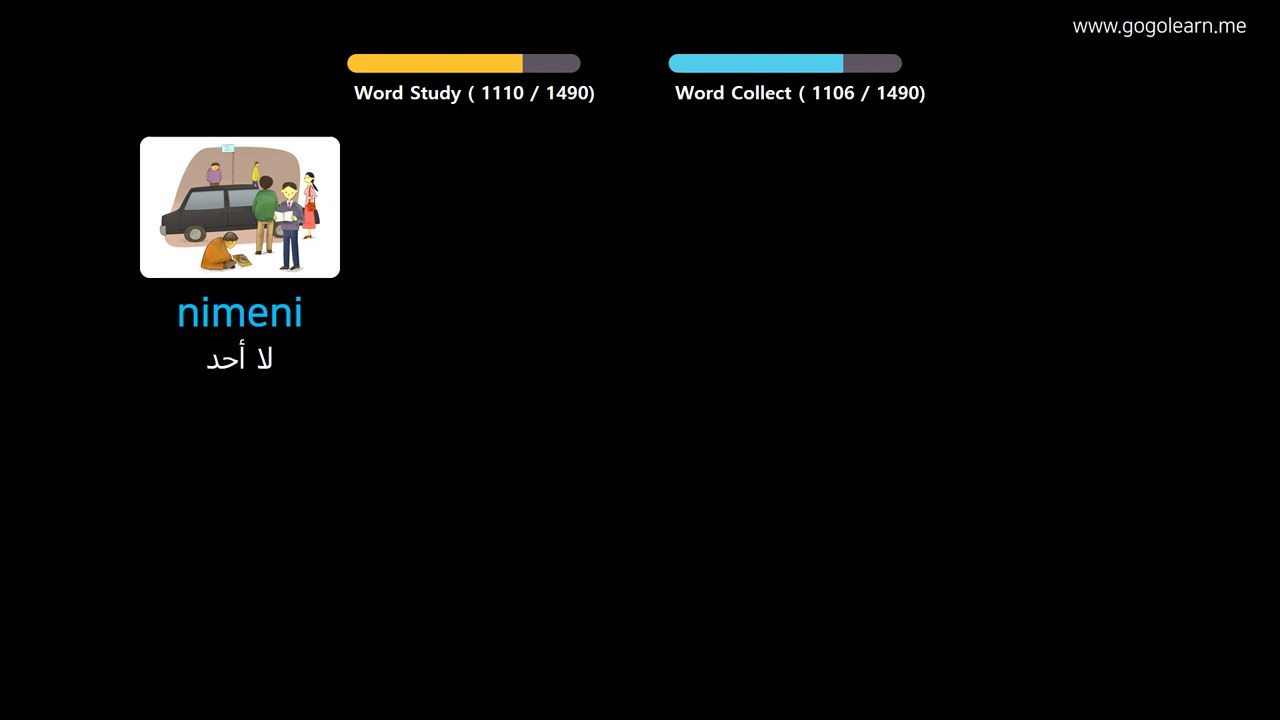 www.gogolearn.me
Word Study ( 1110 / 1490)
Word Collect ( 1106 / 1490)
nimeni
لا أحد